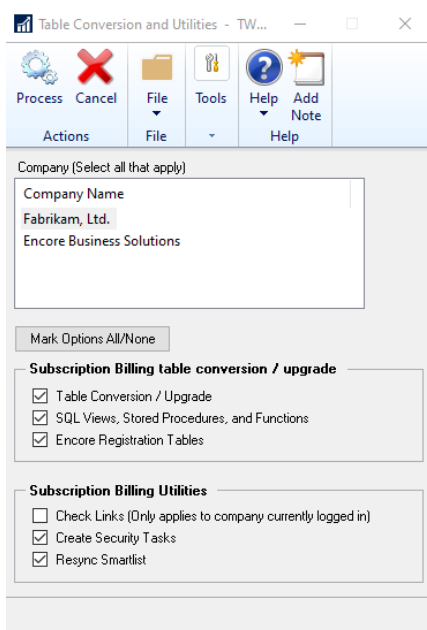 Table Conversion and Utilities - TW...
Process Cancel File Tools Help Add Note
Actions File Help
Company (Select all that apply)
Company Name
Fabrikam, Ltd.
Encore Business Solutions
Mark Options All/None
Subscription Billing table conversion / upgrade
Table Conversion / Upgrade
SQL Views, Stored Procedures, and Functions
Encore Registration Tables
Subscription Billing Utilities
Check Links (Only applies to company currently logged in)
Create Security Tasks
Resync Smartlist